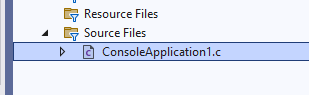 Resource Files
Source Files
ConsoleApplication1.c